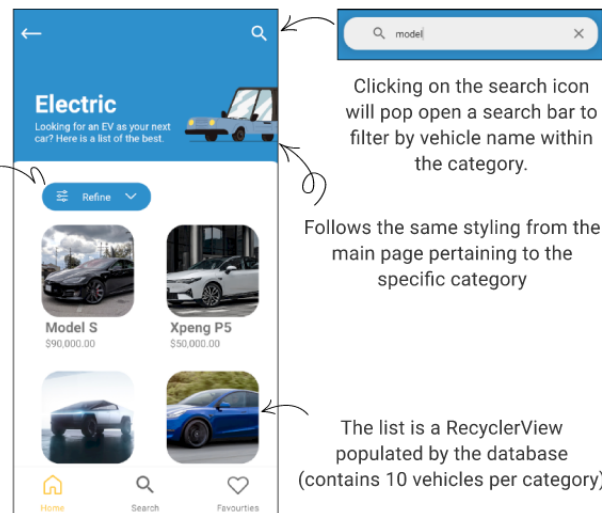 model
Clicking on the search icon
will pop open a search bar to
filter by vehicle name within
the category.
Electric
Looking for an EV as your next
car? Here is a list of the best.
Refine
Follows the same styling from the
main page pertaining to the
specific category
Model S
$90,000.00
Xpeng P5
$50,000.00
The list is a RecyclerView
populated by the database
(contains 10 vehicles per category)
Home
Search
Favourties